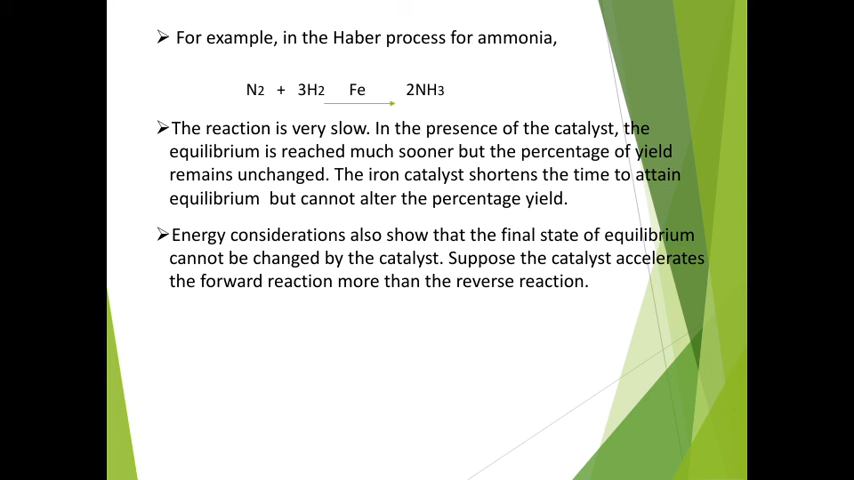 ➢ For example, in the Haber process for ammonia,
N2 + 3H2 Fe 2NH3
➢The reaction is very slow. In the presence of the catalyst, the
equilibrium is reached much sooner but the percentage of yield
remains unchanged. The iron catalyst shortens the time to attain
equilibrium but cannot alter the percentage yield.
➢Energy considerations also show that the final state of equilibrium
cannot be changed by the catalyst. Suppose the catalyst accelerates
the forward reaction more than the reverse reaction.